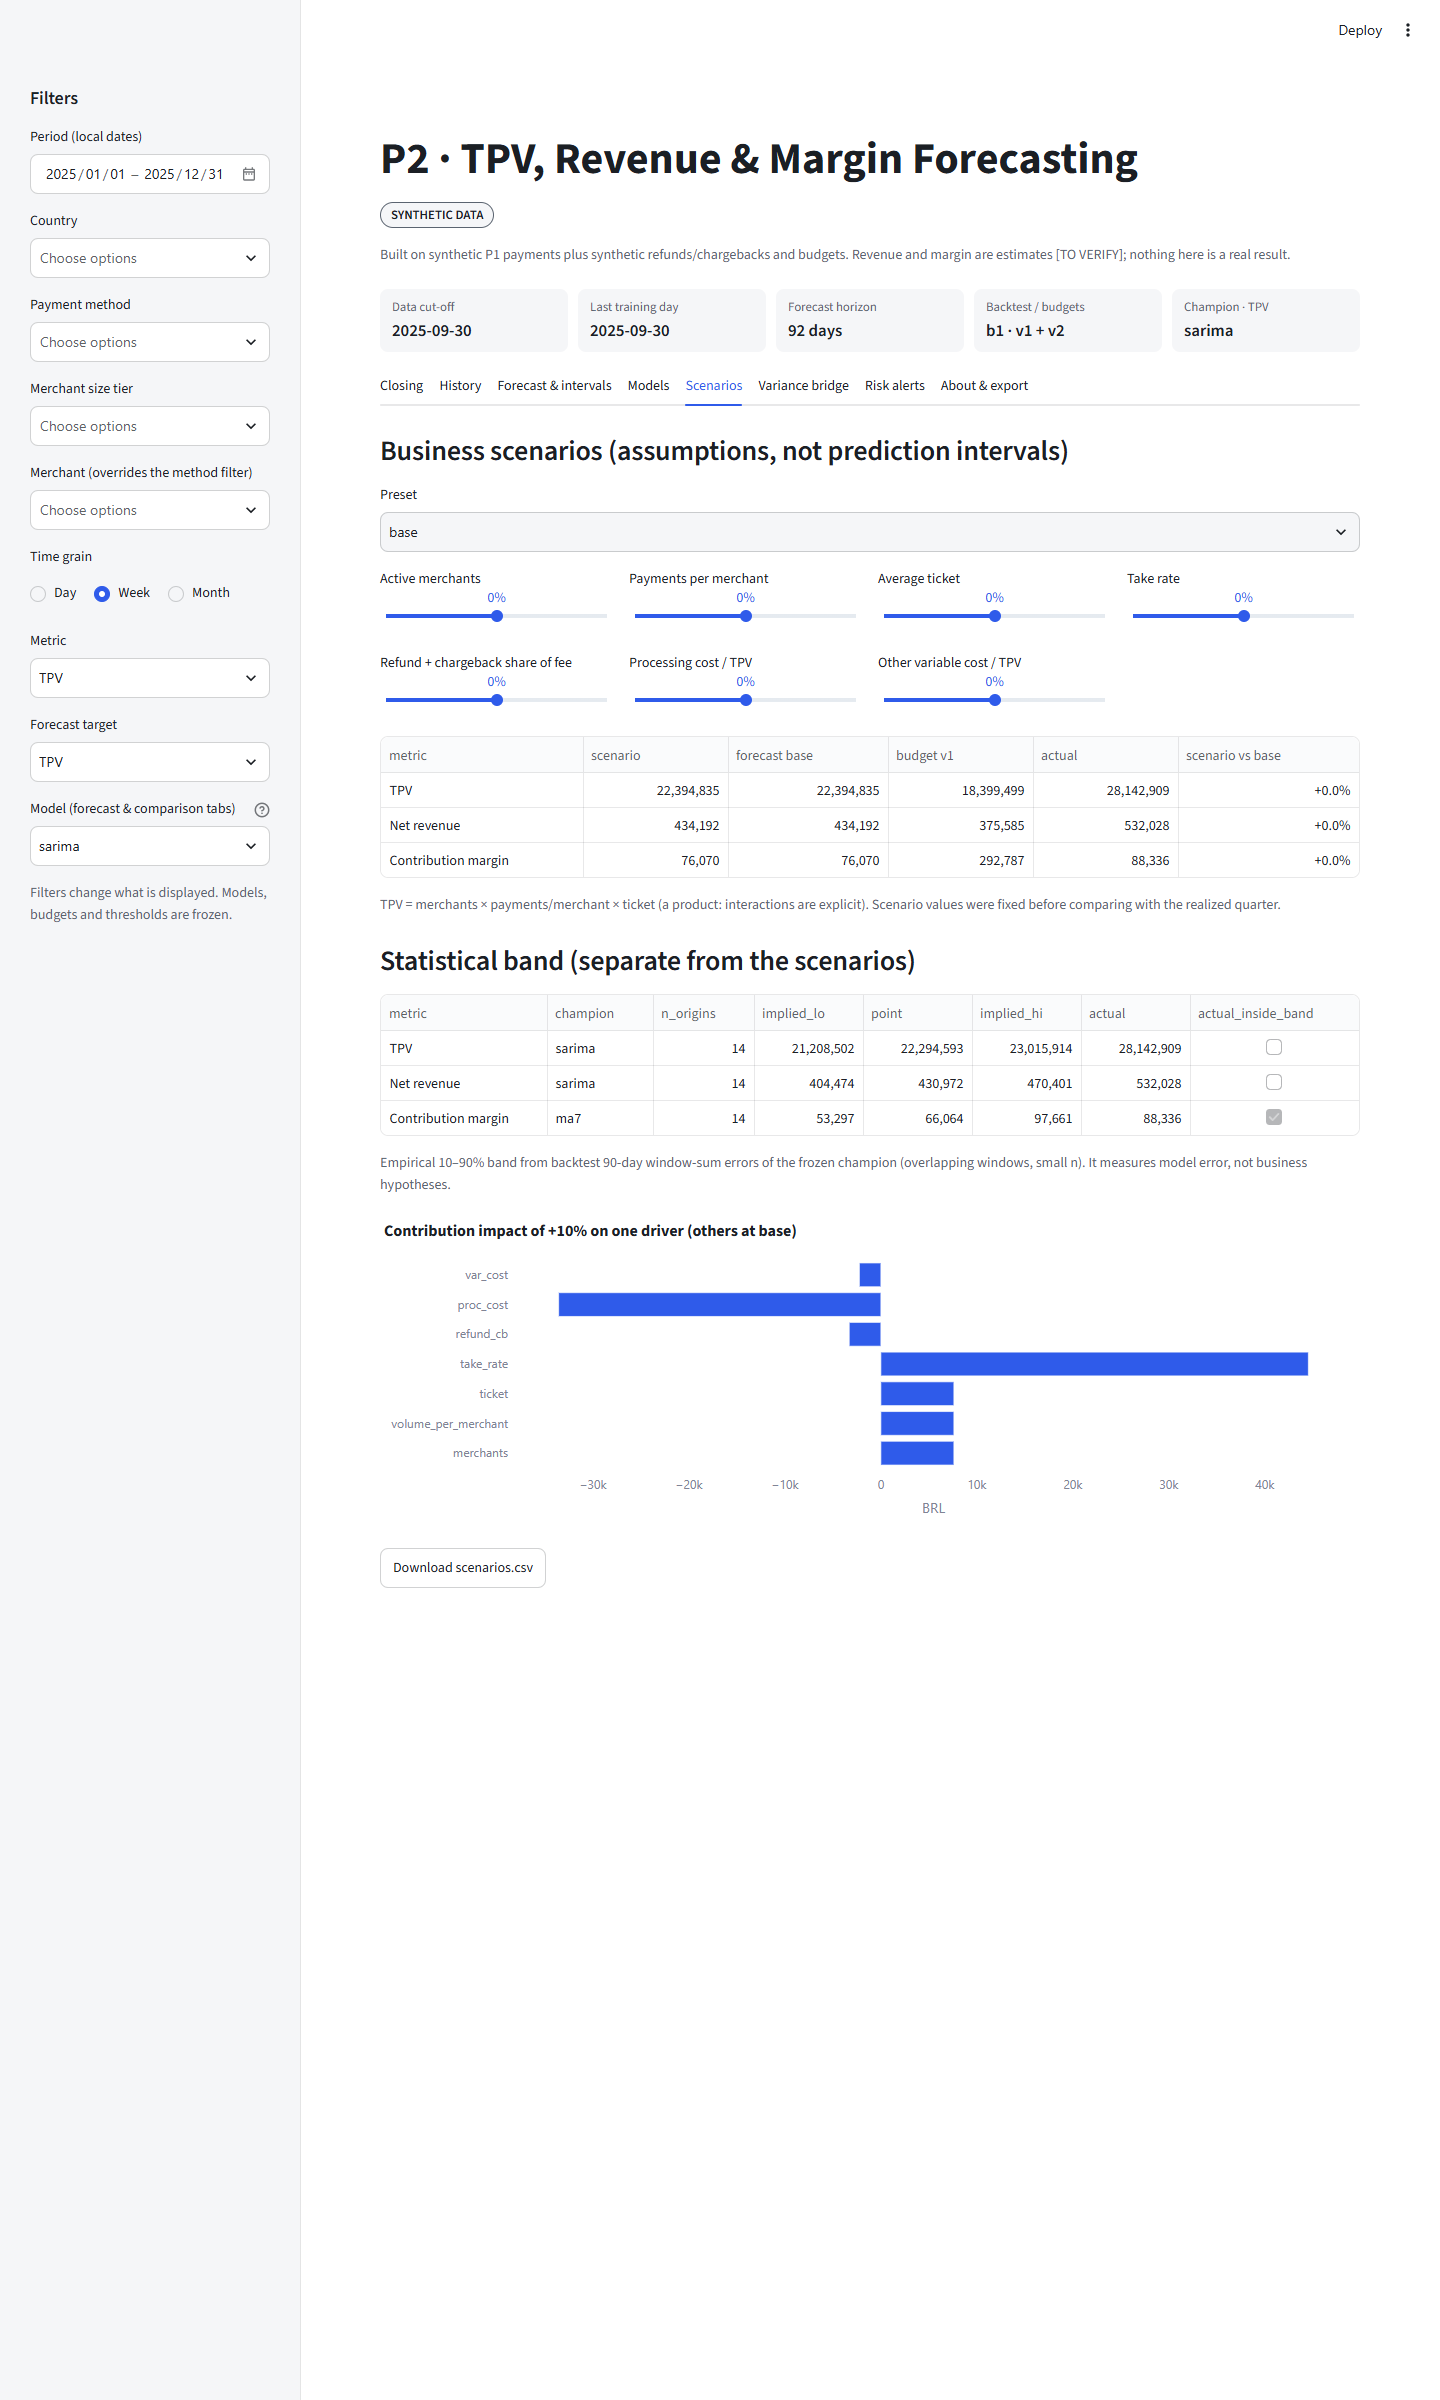 Deploy
Filters
Period (local dates)
2025/01/01 – 2025/12/31
Country
Choose options
Payment method
Choose options
Merchant size tier
Choose options
Merchant (overrides the method filter)
Choose options
Time grain
Day Week Month
Metric
TPV
Forecast target
TPV
Model (forecast & comparison tabs)
sarima
Filters change what is displayed. Models,
budgets and thresholds are frozen.
P2 · TPV, Revenue & Margin Forecasting
SYNTHETIC DATA
Built on synthetic P1 payments plus synthetic refunds/chargebacks and budgets. Revenue and margin are estimates [TO VERIFY]; nothing here is a real result.
Data cut-off
2025-09-30
Last training day
2025-09-30
Forecast horizon
92 days
Backtest / budgets
b1 · v1 + v2
Champion · TPV
sarima
Closing History Forecast & intervals Models Scenarios Variance bridge Risk alerts About & export
Business scenarios (assumptions, not prediction intervals)
Preset
base
Active merchants Payments per merchant Average ticket Take rate
0% 0% 0% 0%
Refund + chargeback share of fee Processing cost / TPV Other variable cost / TPV
0% 0% 0%
metric scenario forecast base budget v1 actual scenario vs base
TPV 22,394,835 22,394,835 18,399,499 28,142,909 +0.0%
Net revenue 434,192 434,192 375,585 532,028 +0.0%
Contribution margin 76,070 76,070 292,787 88,336 +0.0%
TPV = merchants × payments/merchant × ticket (a product: interactions are explicit). Scenario values were fixed before comparing with the realized quarter.
Statistical band (separate from the scenarios)
metric champion n_origins implied_lo point implied_hi actual actual_inside_band
TPV sarima 14 21,208,502 22,294,593 23,015,914 28,142,909
Net revenue sarima 14 404,474 430,972 470,401 532,028
Contribution margin ma7 14 53,297 66,064 97,661 88,336
Empirical 10–90% band from backtest 90-day window-sum errors of the frozen champion (overlapping windows, small n). It measures model error, not business
hypotheses.
Contribution impact of +10% on one driver (others at base)
var_cost
proc_cost
refund_cb
take_rate
ticket
volume_per_merchant
merchants
−30k −20k −10k 0 10k 20k 30k 40k
BRL
Download scenarios.csv